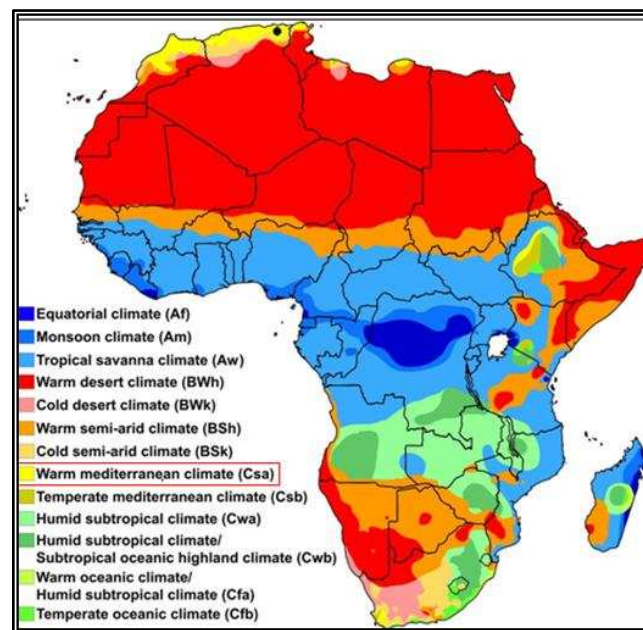 Equatorial climate (Af)
Monsoon climate (Am)
Tropical savanna climate (Aw)
Warm desert climate (BWh)
Cold desert climate (BWk)
Warm semi-arid climate (BSh)
Cold semi-arid climate (BSk)
Warm mediterranean climate (Csa)
Temperate mediterranean climate (Csb)
Humid subtropical climate (Cwa)
Humid subtropical climate/
Subtropical oceanic highland climate (Cwb)
Warm oceanic climate/
Humid subtropical climate (Cfa)
Temperate oceanic climate (Cfb)